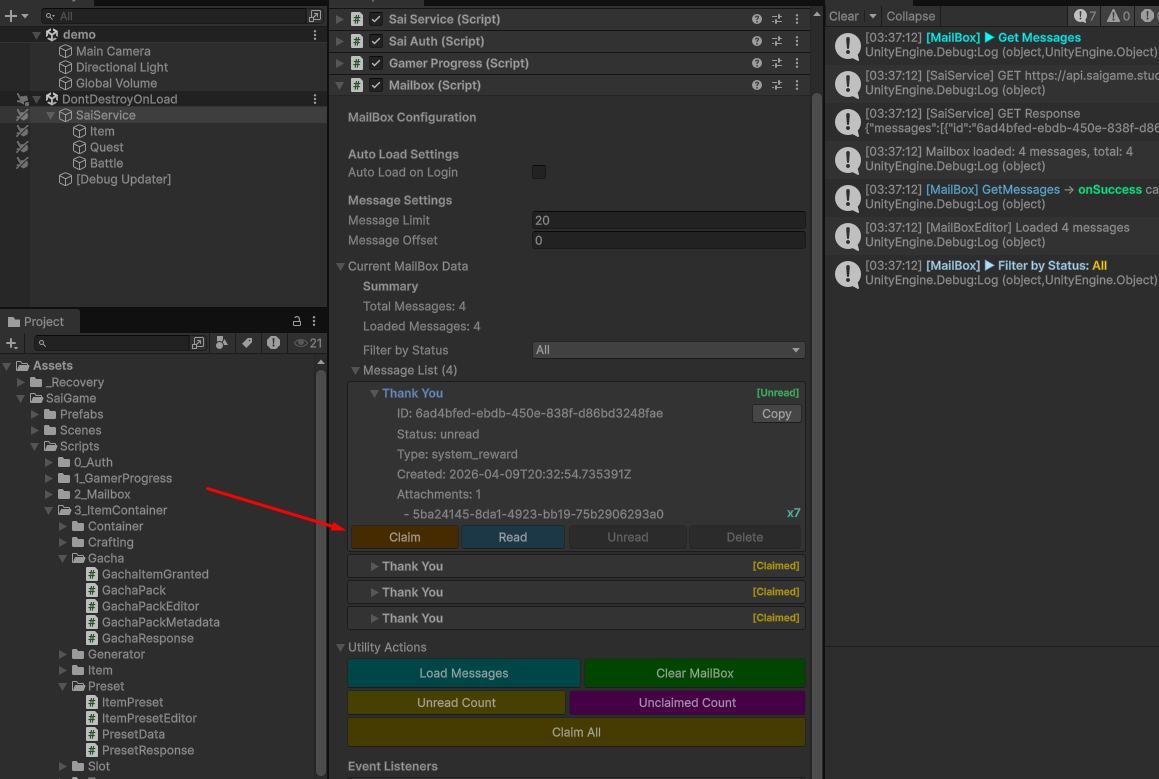 All
demo
Main Camera
Directional Light
Global Volume
DontDestroyOnLoad
SaiService
Item
Quest
Battle
[Debug Updater]
Project
21
Assets
_Recovery
SaiGame
Prefabs
Scenes
Scripts
0_Auth
1_GamerProgress
2_Mailbox
3_ItemContainer
Container
Crafting
Gacha
GachaItemGranted
GachaPack
GachaPackEditor
GachaPackMetadata
GachaResponse
Generator
Item
Preset
ItemPreset
ItemPresetEditor
PresetData
PresetResponse
Slot
Sai Service (Script)
Sai Auth (Script)
Gamer Progress (Script)
Mailbox (Script)
MailBox Configuration
Auto Load Settings
Auto Load on Login
Message Settings
Message Limit 20
Message Offset 0
Current MailBox Data
Summary
Total Messages: 4
Loaded Messages: 4
Filter by Status All
Message List (4)
Thank You [Unread]
ID: 6ad4bfed-ebdb-450e-838f-d86bd3248fae Copy
Status: unread
Type: system_reward
Created: 2026-04-09T20:32:54.735391Z
Attachments: 1
- 5ba24145-8da1-4923-bb19-75b2906293a0 x7
Claim Read Unread Delete
Thank You [Claimed]
Thank You [Claimed]
Thank You [Claimed]
Utility Actions
Load Messages Clear MailBox
Unread Count Unclaimed Count
Claim All
Event Listeners
Clear Collapse 7 0
[03:37:12] [MailBox] ▶ Get Messages
UnityEngine.Debug:Log (object,UnityEngine.Object)
[03:37:12] [SaiService] GET https://api.saigame.stud
UnityEngine.Debug:Log (object)
[03:37:12] [SaiService] GET Response
{"messages":[{"id":"6ad4bfed-ebdb-450e-838f-d86
[03:37:12] Mailbox loaded: 4 messages, total: 4
UnityEngine.Debug:Log (object)
[03:37:12] [MailBox] GetMessages → onSuccess ca
UnityEngine.Debug:Log (object)
[03:37:12] [MailBoxEditor] Loaded 4 messages
UnityEngine.Debug:Log (object)
[03:37:12] [MailBox] ▶ Filter by Status: All
UnityEngine.Debug:Log (object,UnityEngine.Object)